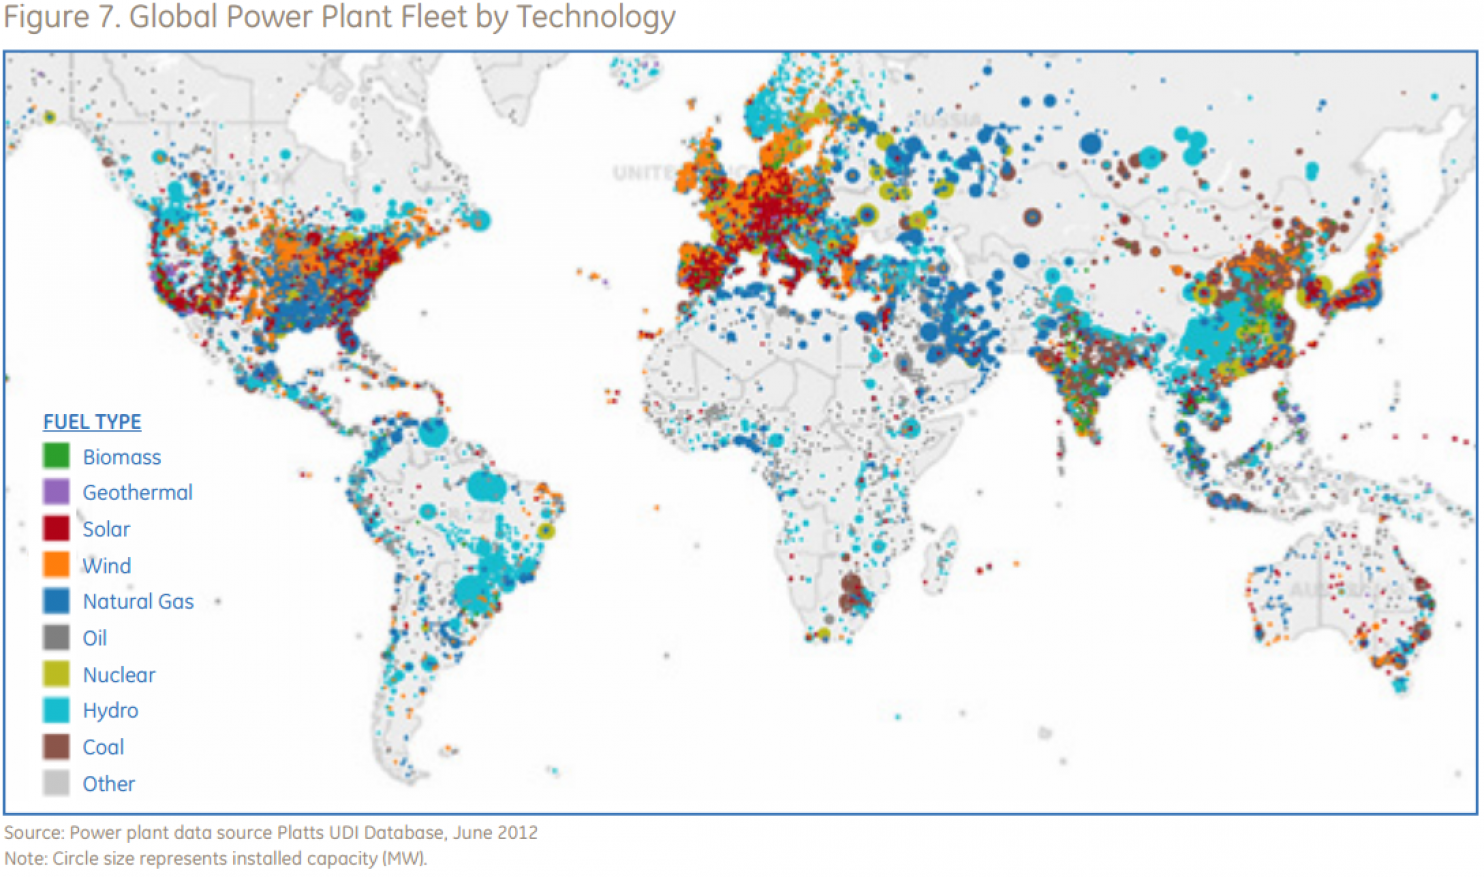 Figure 7. Global Power Plant Fleet by Technology
RUSSIA
FUEL TYPE
Biomass
Geothermal
Solar
Wind
Natural Gas
Oil
Nuclear
Hydro
Coal
Other
Source: Power plant data source Platts UDI Database, June 2012
Note: Circle size represents installed capacity (MW).